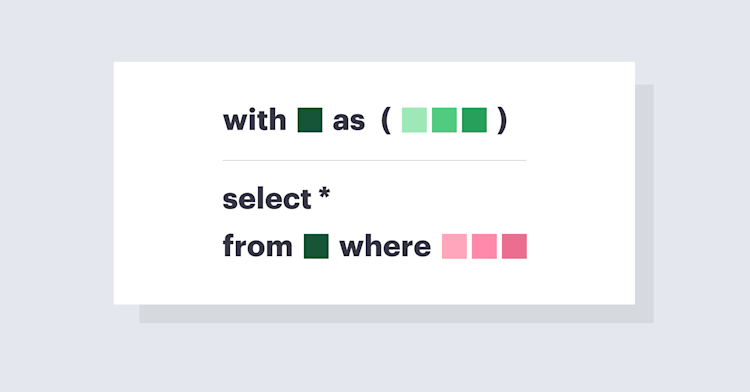 with as ( )
select *
from where